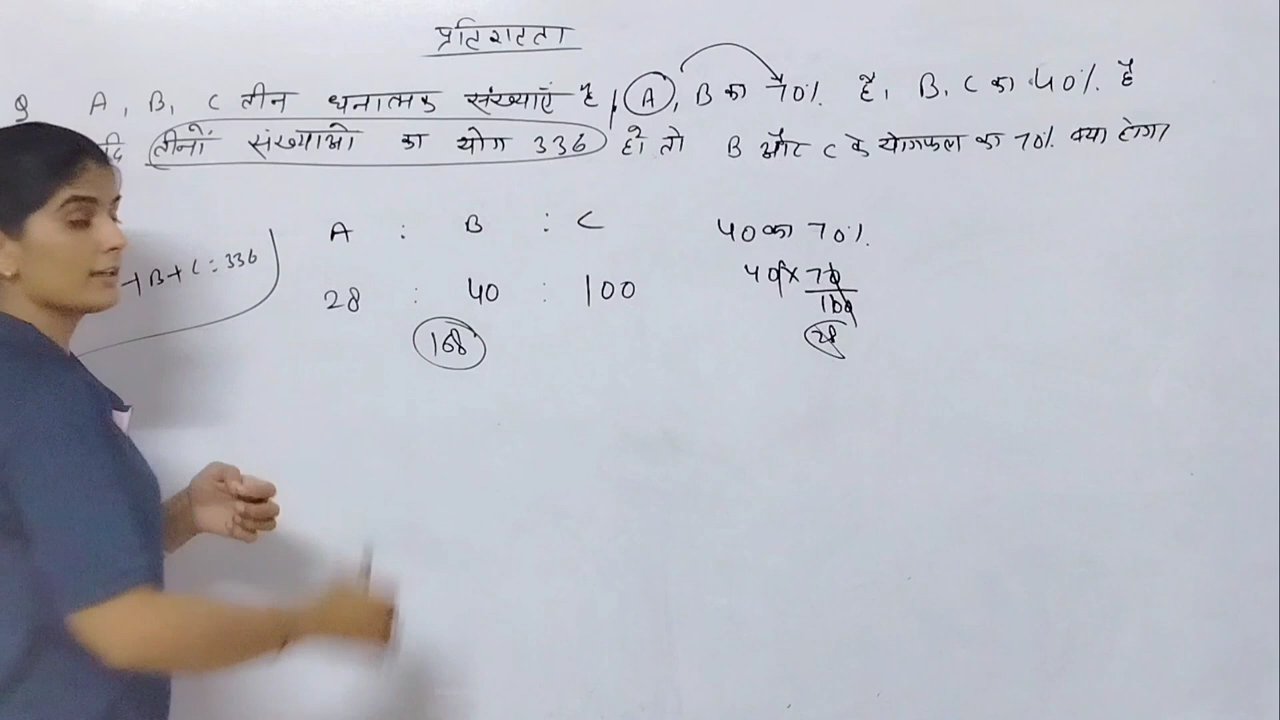 प्रतिशतता
Q A, B, C तीन धनात्मक संख्याएं है, A, B का 70% है, B, C का 40% है
तीनों संख्याओ का योग 336 हो तो B और C के योगफल का 70% क्या होगा
A : B : C
40 का 70%
+B+C=336
28 : 40 : 100
40 x 70
100
168
28